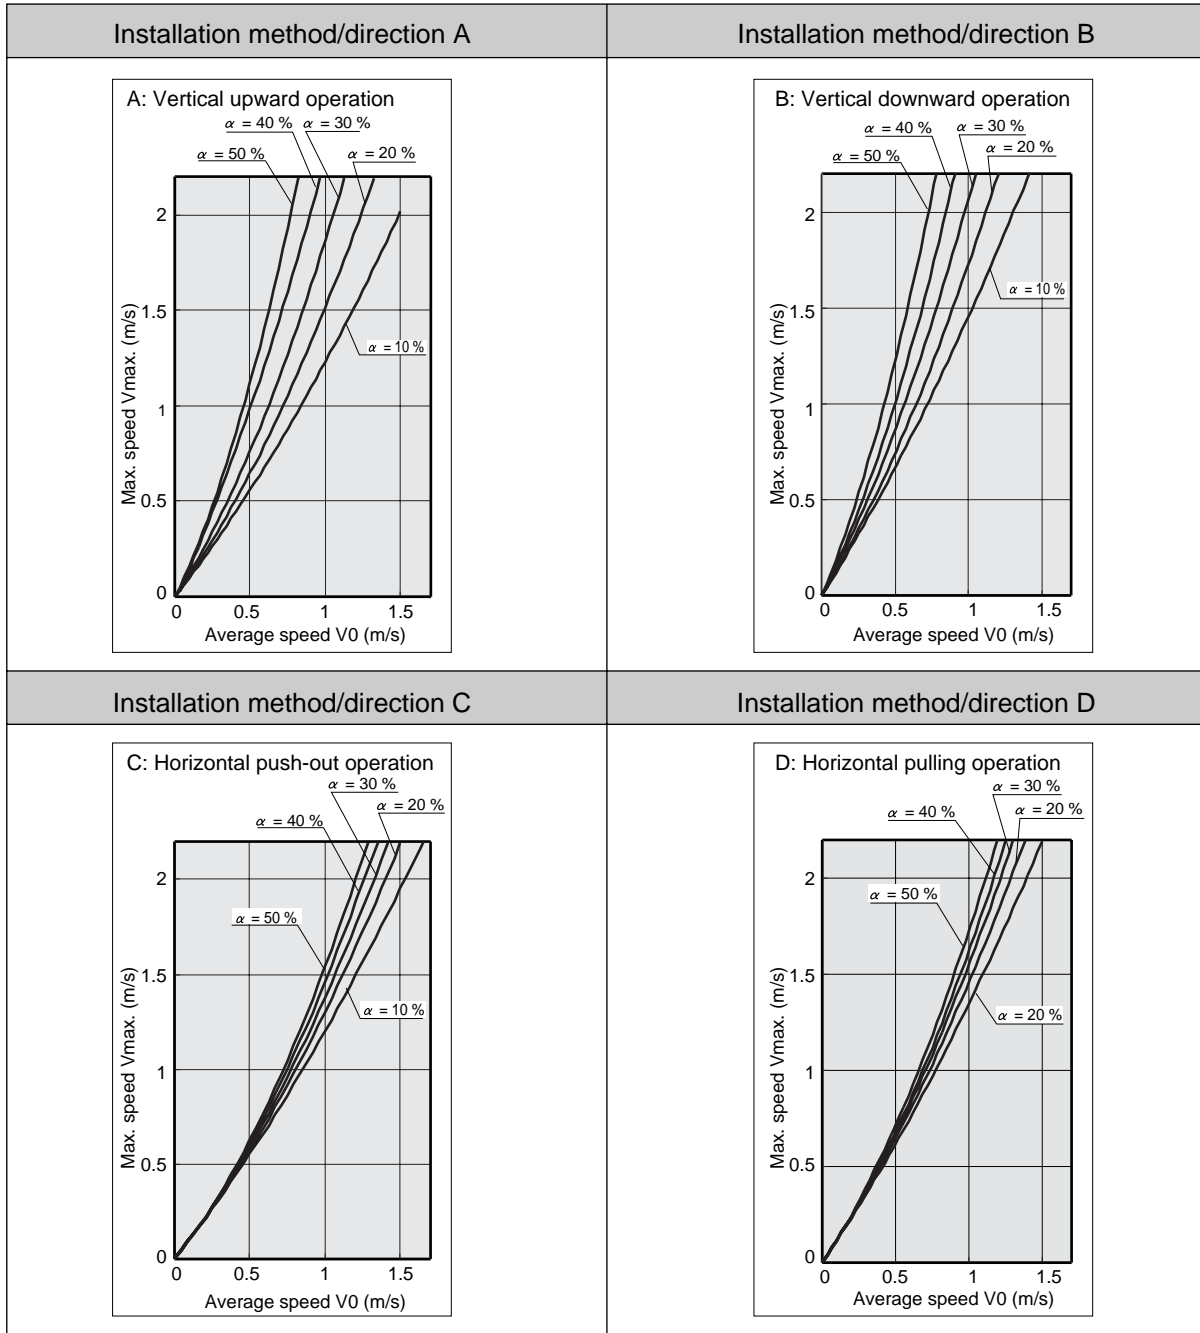 Installation method/direction A
Installation method/direction B
A: Vertical upward operation
α = 40 %
α = 30 %
α = 50 %
α = 20 %
2
1.5
1
0.5
0
Max. speed Vmax. (m/s)
α = 10 %
0
0.5
1
1.5
Average speed V0 (m/s)
B: Vertical downward operation
α = 30 %
α = 40 %
α = 20 %
α = 50 %
2
1.5
1
0.5
0
Max. speed Vmax. (m/s)
α = 10 %
0
0.5
1
1.5
Average speed V0 (m/s)
Installation method/direction C
Installation method/direction D
C: Horizontal push-out operation
α = 30 %
α = 20 %
α = 40 %
2
α = 50 %
1.5
1
0.5
0
Max. speed Vmax. (m/s)
α = 10 %
0
0.5
1
1.5
Average speed V0 (m/s)
D: Horizontal pulling operation
α = 30 %
α = 40 %
α = 20 %
2
α = 50 %
1.5
1
0.5
0
Max. speed Vmax. (m/s)
α = 20 %
0
0.5
1
1.5
Average speed V0 (m/s)